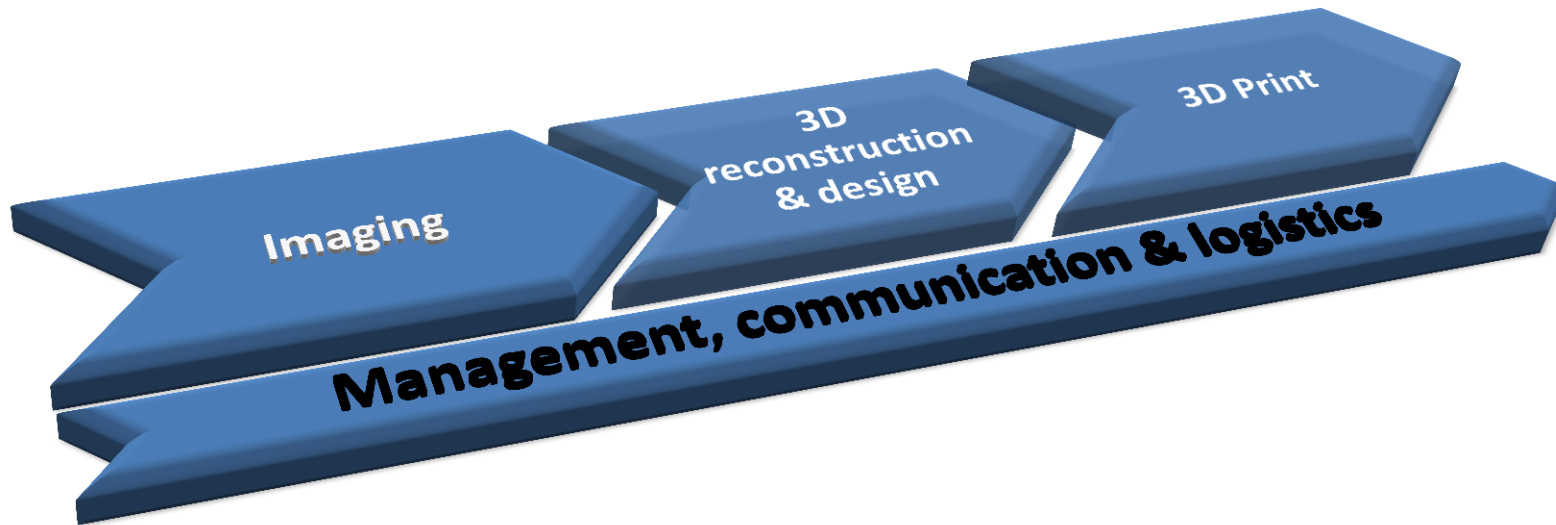 Imaging
3D
reconstruction
& design
3D Print
Management, communication & logistics